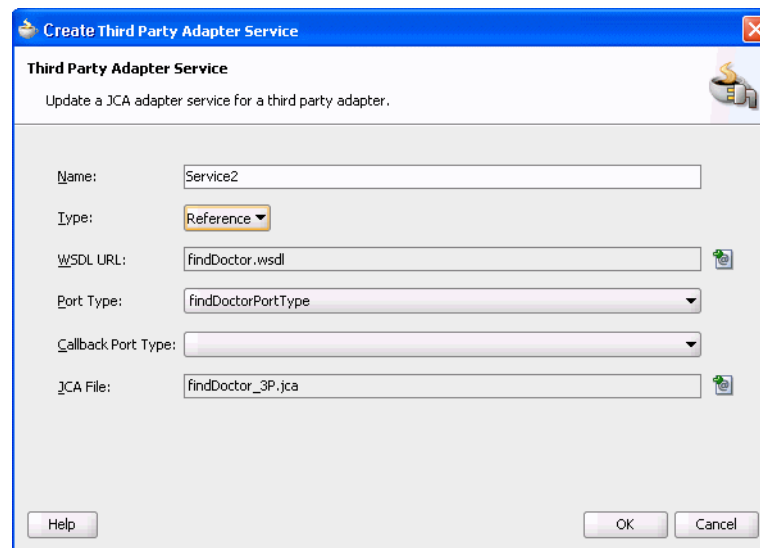 Create Third Party Adapter Service
Third Party Adapter Service
Update a JCA adapter service for a third party adapter.
Name: Service2
Type: Reference
WSDL URL: findDoctor.wsdl
Port Type: findDoctorPortType
Callback Port Type:
JCA File: findDoctor_3P.jca
Help OK Cancel